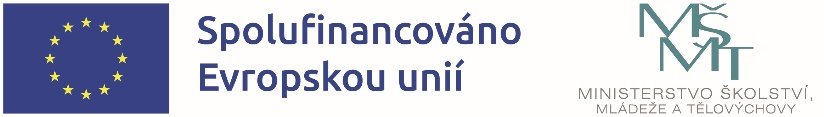 Spolufinancováno
Evropskou unií
MŠMT
MINISTERSTVO ŠKOLSTVÍ,
MLÁDEŽE A TĚLOVÝCHOVY